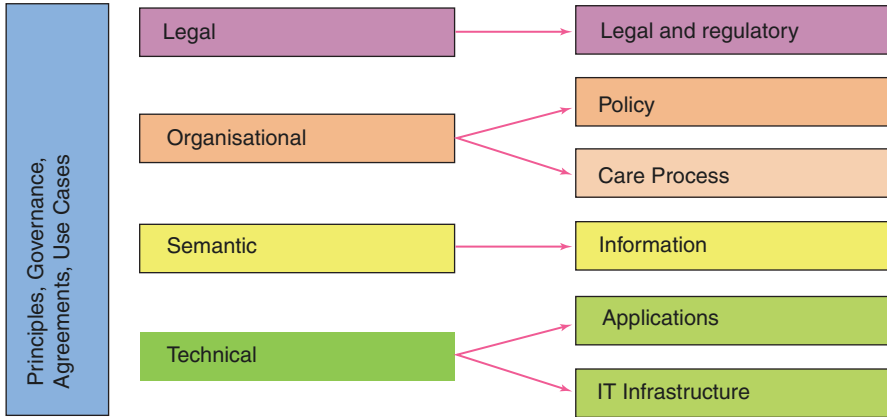 Principles, Governance,
Agreements, Use Cases
Legal
Legal and regulatory
Organisational
Policy
Care Process
Semantic
Information
Technical
Applications
IT Infrastructure